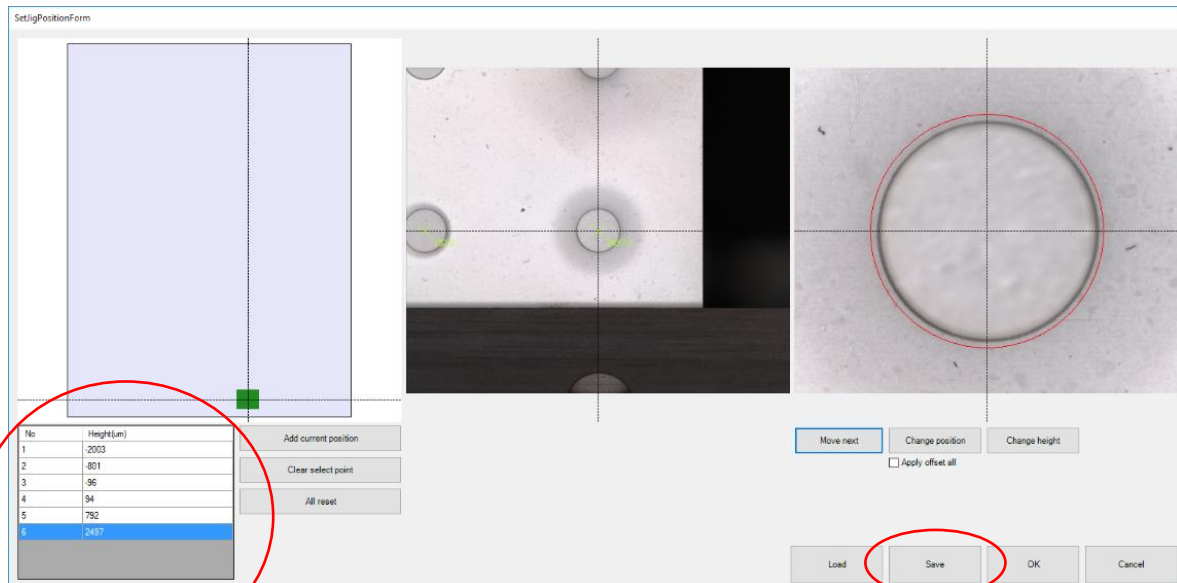 SetJigPositionForm
No Height(um)
1 -2003
2 -801
3 -96
4 94
5 792
6 2497
Add current position
Clear select point
All reset
Move next Change position Change height
Apply offset all
Load Save OK Cancel